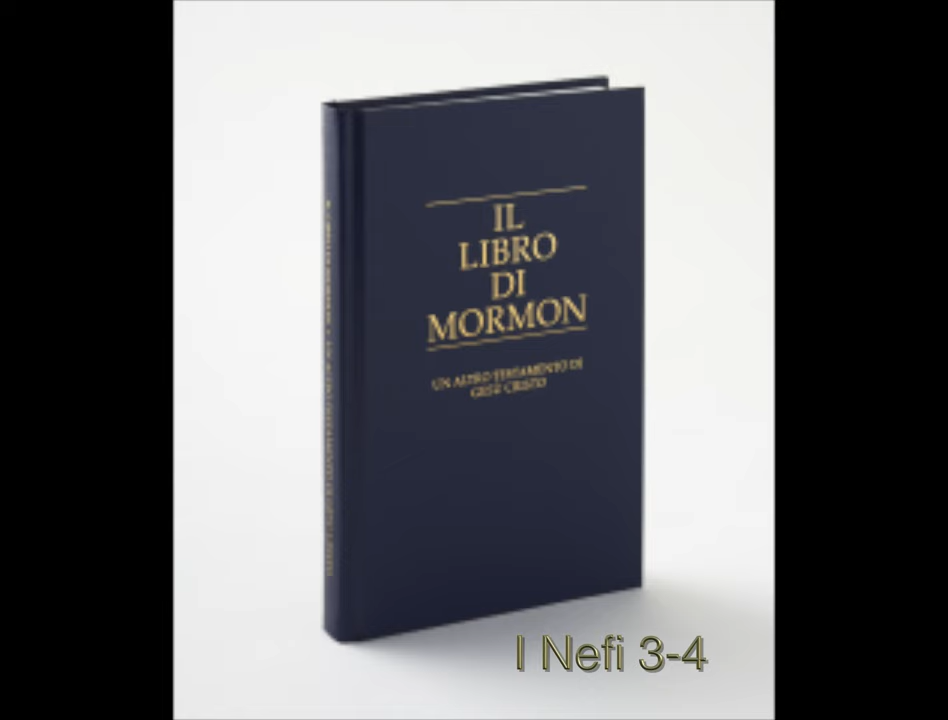 IL
LIBRO
DI
MORMON
UN ALTRO TESTAMENTO DI
GESÙ CRISTO
I Nefi 3-4